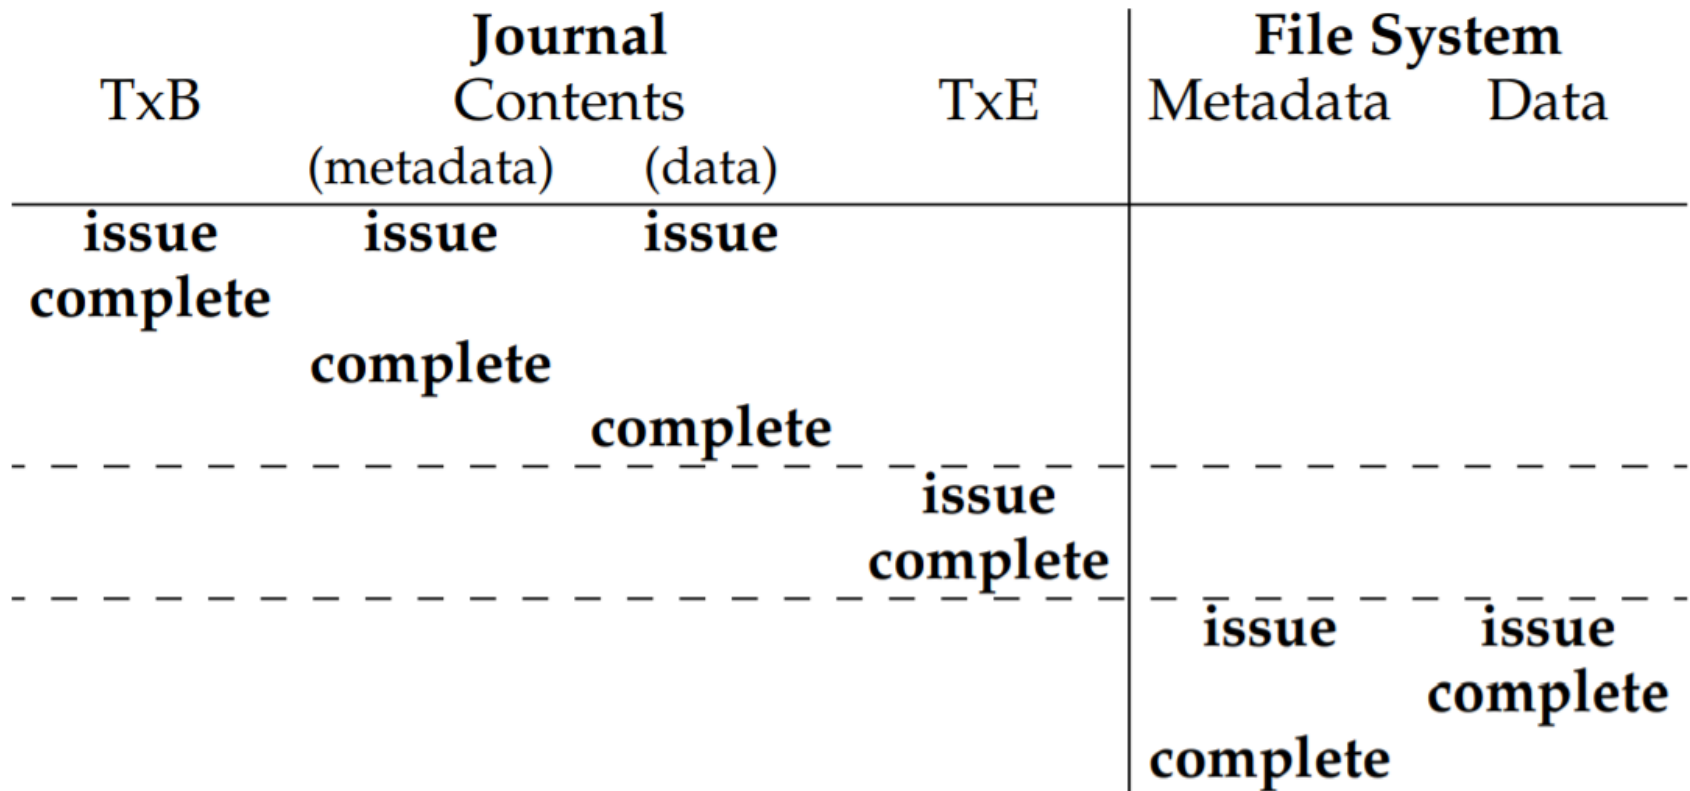 Journal File System
TxB Contents TxE Metadata Data
(metadata) (data)
issue issue issue
complete
complete
complete
issue
complete
issue issue
complete
complete